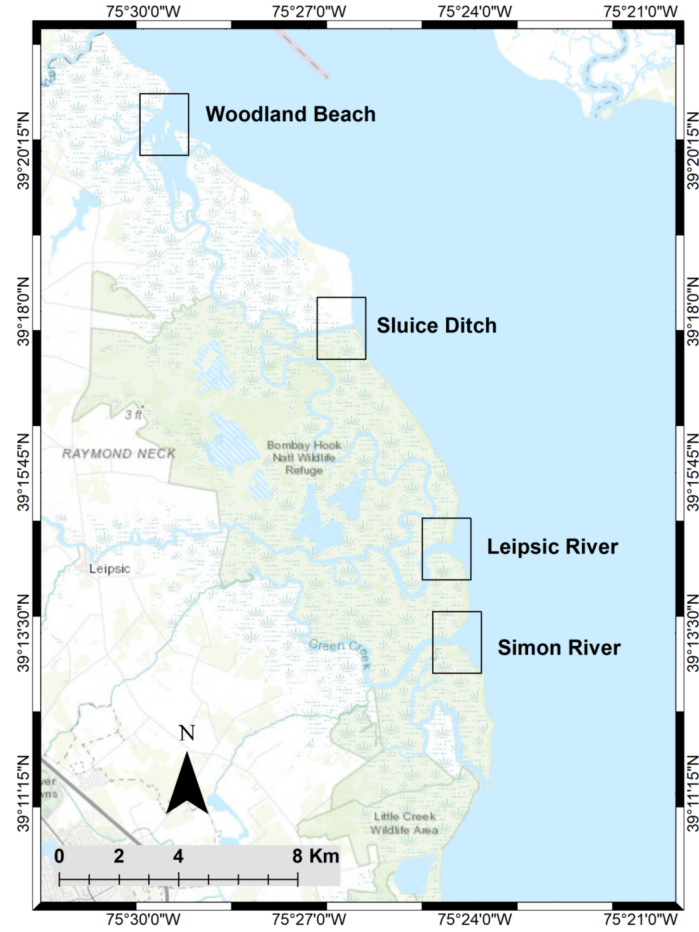 75°30'0"W 75°27'0"W 75°24'0"W 75°21'0"W
Woodland Beach
39°20'15"N 39°20'15"N
39°18'0"N 39°18'0"N
Sluice Ditch
3 ft
RAYMOND NECK
Bombay Hook
Natl Wildlife
Refuge
39°15'45"N 39°15'45"N
Leipsic River
Leipsic
39°13'30"N 39°13'30"N
Green Creek
Simon River
N
39°11'15"N 39°11'15"N
Little Creek
Wildlife Area
0 2 4 8 Km
75°30'0"W 75°27'0"W 75°24'0"W 75°21'0"W